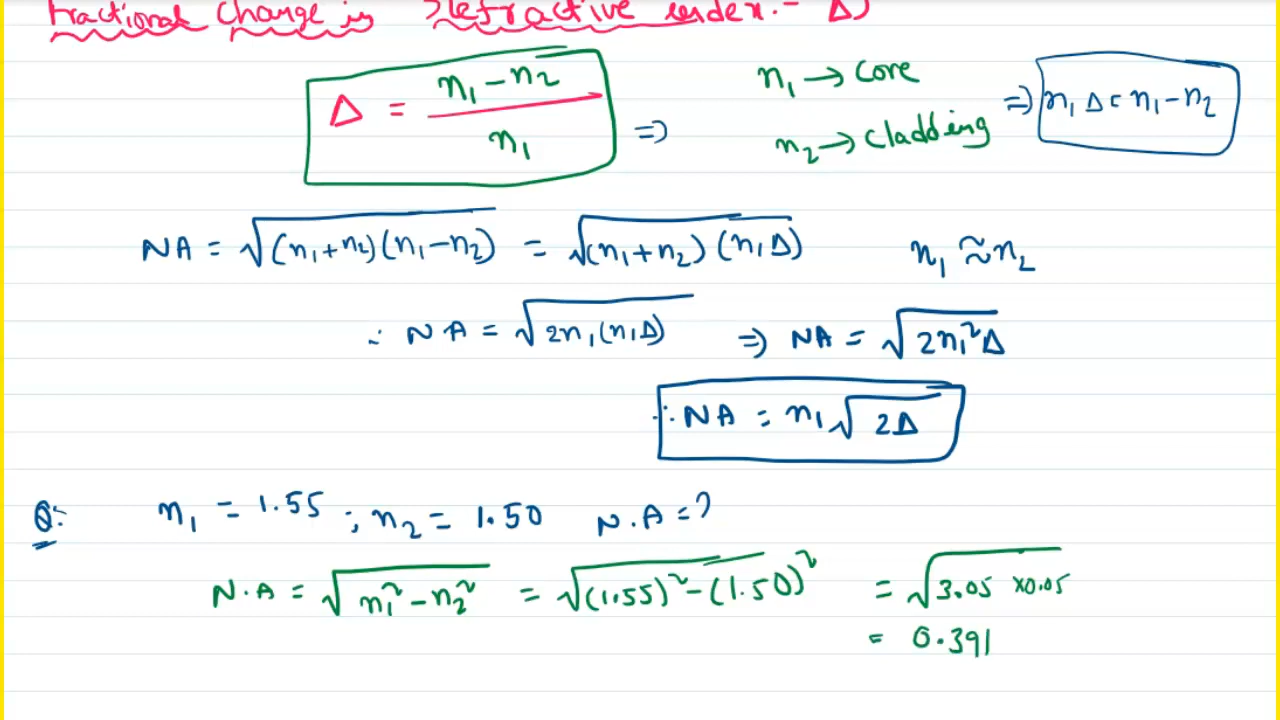 Fractional Change in Refractive index:- Δ)
Δ = n₁ - n₂ / n₁ ⇒
n₁ → Core
n₂ → Cladding
⇒ n₁ Δ = n₁ - n₂
NA = √(n₁+n₂)(n₁-n₂) = √(n₁+n₂)(n₁Δ) n₁ ≈ n₂
∴ NA = √2n₁(n₁Δ) ⇒ NA = √2n₁²Δ
∴ NA = n₁√2Δ
Q:- n₁ = 1.55 ; n₂ = 1.50 N.A = ?
N.A = √n₁² - n₂² = √(1.55)² - (1.50)² = √3.05 x0.05
= 0.391